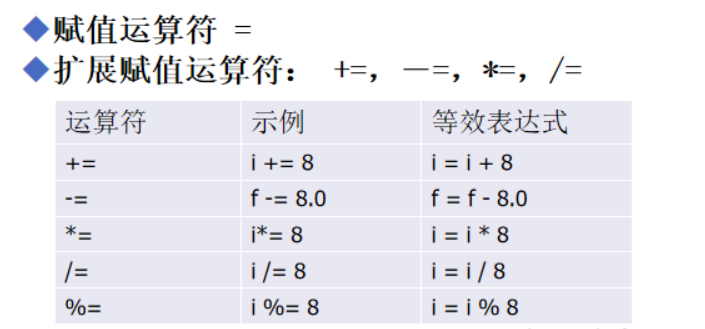 ◆赋值运算符 =
◆扩展赋值运算符： +=，—=，*=，/=
运算符 示例 等效表达式
+= i += 8 i = i + 8
-= f -= 8.0 f = f - 8.0
*= i*= 8 i = i * 8
/= i /= 8 i = i / 8
%= i %= 8 i = i % 8